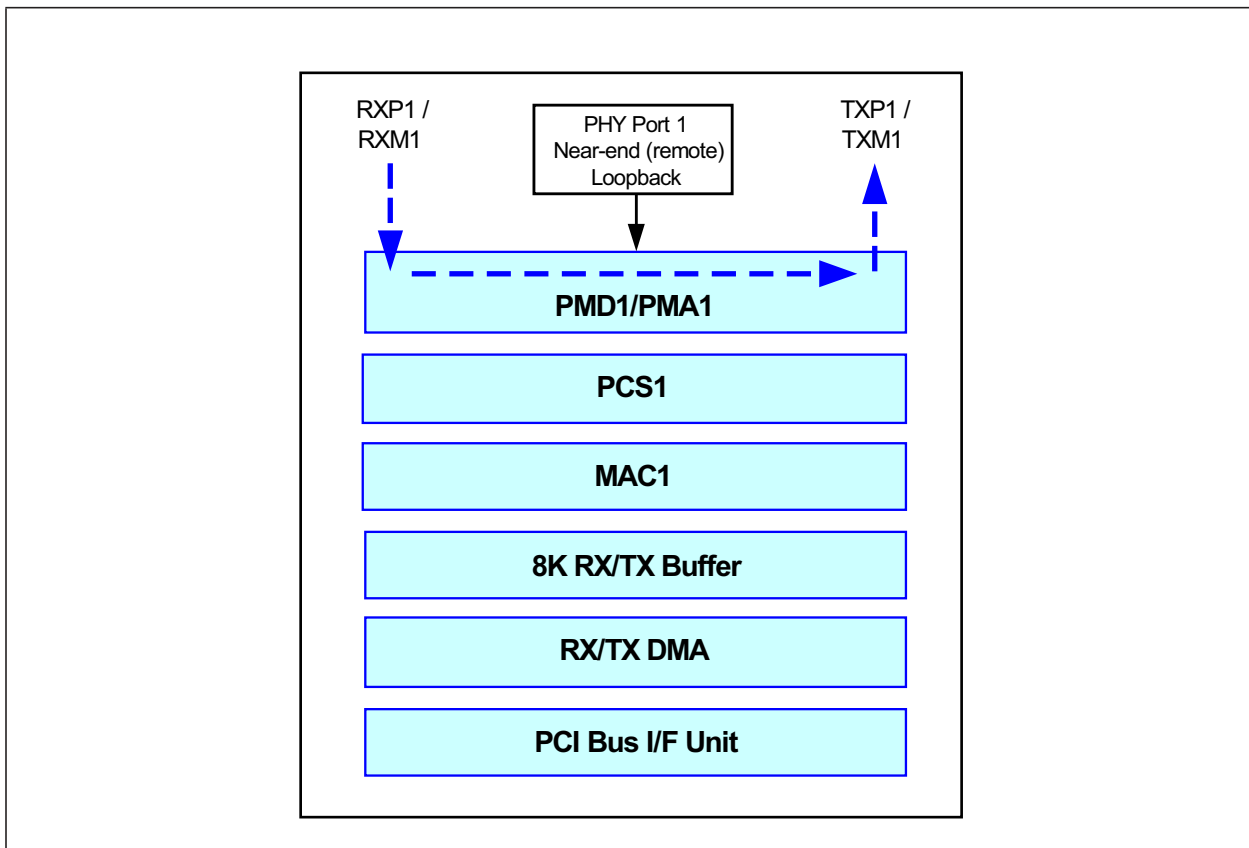 RXP1 /
RXM1
PHY Port 1
Near-end (remote)
Loopback
TXP1 /
TXM1
PMD1/PMA1
PCS1
MAC1
8K RX/TX Buffer
RX/TX DMA
PCI Bus I/F Unit